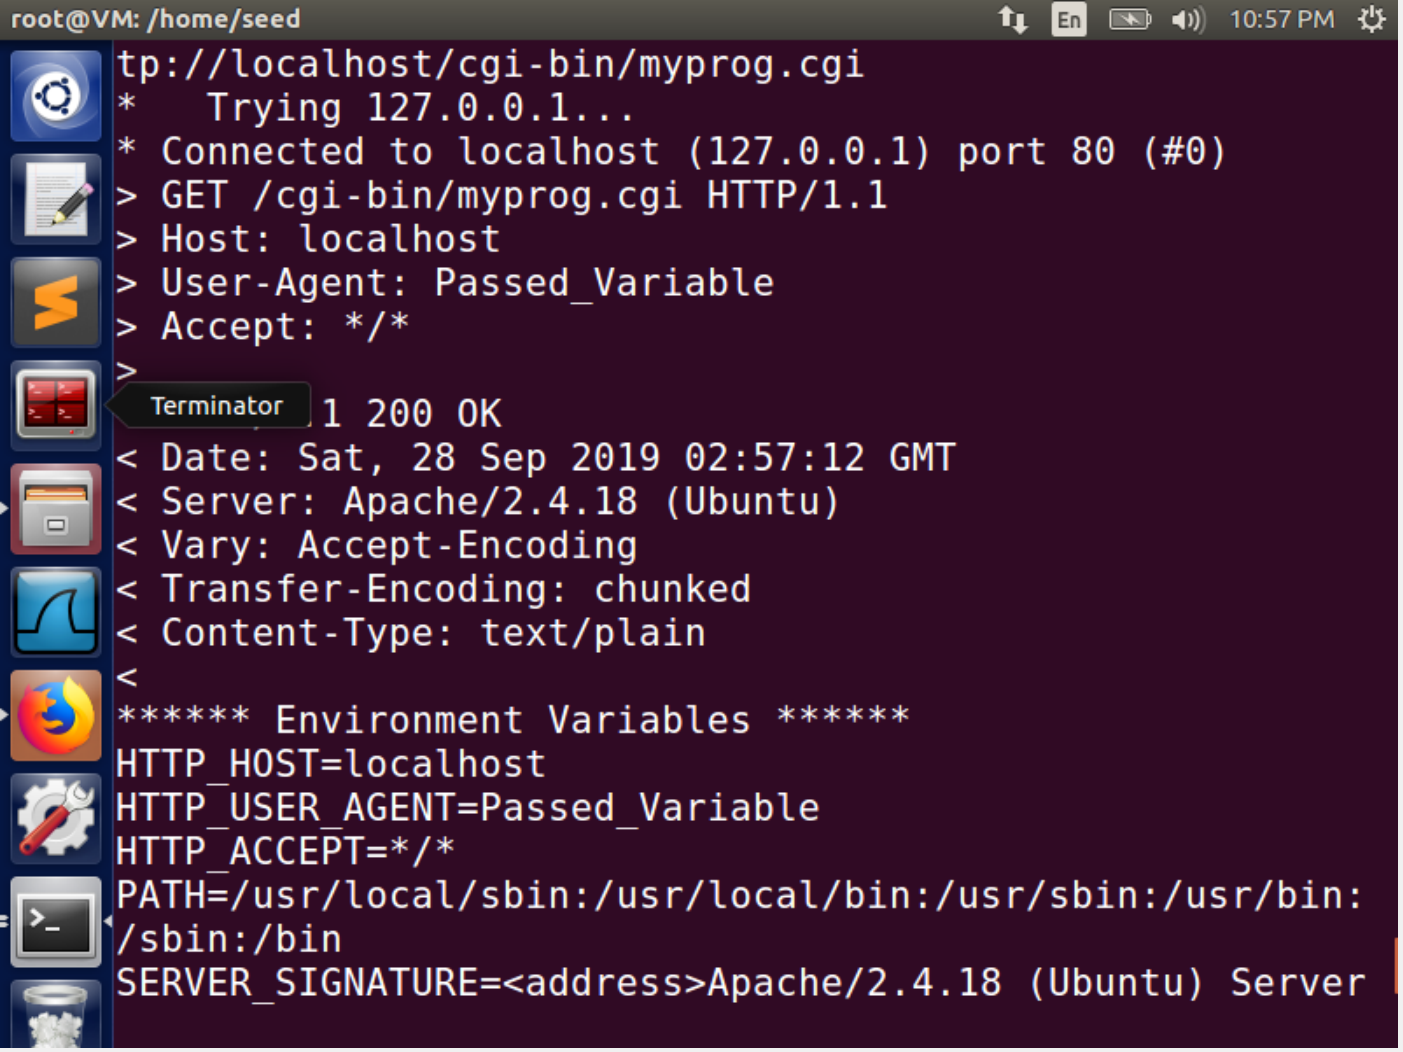 root@VM: /home/seed
En
10:57 PM
tp://localhost/cgi-bin/myprog.cgi
*   Trying 127.0.0.1...
* Connected to localhost (127.0.0.1) port 80 (#0)
> GET /cgi-bin/myprog.cgi HTTP/1.1
> Host: localhost
> User-Agent: Passed_Variable
> Accept: */*
>
Terminator
1 200 OK
< Date: Sat, 28 Sep 2019 02:57:12 GMT
< Server: Apache/2.4.18 (Ubuntu)
< Vary: Accept-Encoding
< Transfer-Encoding: chunked
< Content-Type: text/plain
<
****** Environment Variables ******
HTTP_HOST=localhost
HTTP_USER_AGENT=Passed_Variable
HTTP_ACCEPT=*/*
PATH=/usr/local/sbin:/usr/local/bin:/usr/sbin:/usr/bin:
/sbin:/bin
SERVER_SIGNATURE=<address>Apache/2.4.18 (Ubuntu) Server